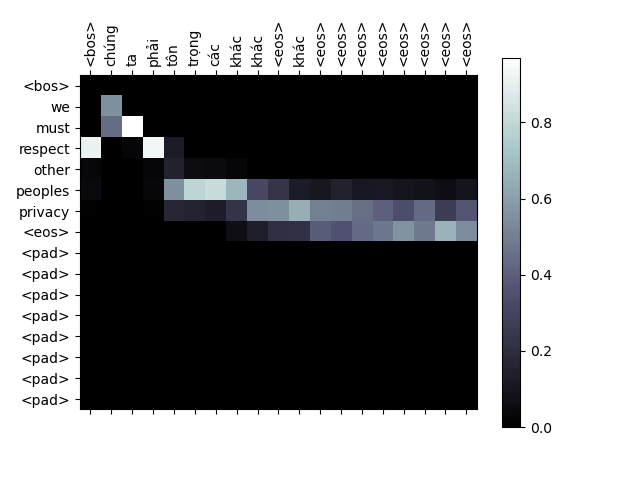 <bos> chúng ta phải tôn trọng các khác khác <eos> khác <eos> <eos> <eos> <eos> <eos> <eos> <eos> <eos>
<bos>
we
must
respect
other
peoples
privacy
<eos>
<pad>
<pad>
<pad>
<pad>
<pad>
<pad>
<pad>
<pad>
0.8
0.6
0.4
0.2
0.0